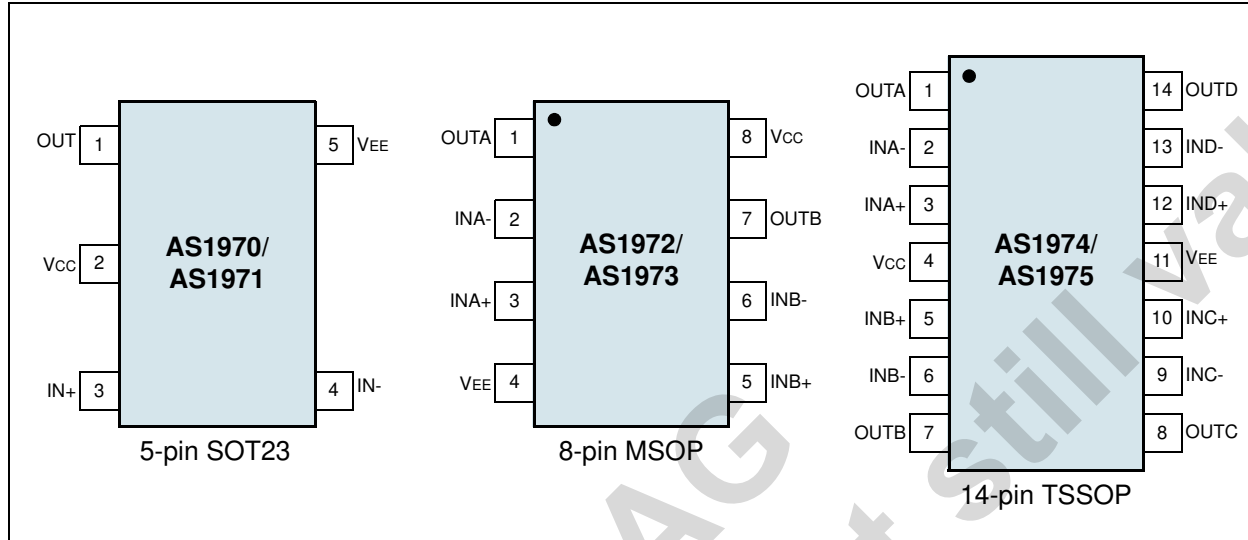 OUT 1
5 VEE
VCC 2
AS1970/
AS1971
IN+ 3
4 IN-
5-pin SOT23
OUTA 1
8 VCC
INA- 2
7 OUTB
AS1972/
AS1973
INA+ 3
6 INB-
VEE 4
5 INB+
8-pin MSOP
OUTA 1
14 OUTD
INA- 2
13 IND-
INA+ 3
12 IND+
VCC 4
AS1974/
AS1975
11 VEE
INB+ 5
10 INC+
INB- 6
9 INC-
OUTB 7
8 OUTC
14-pin TSSOP
AG
still